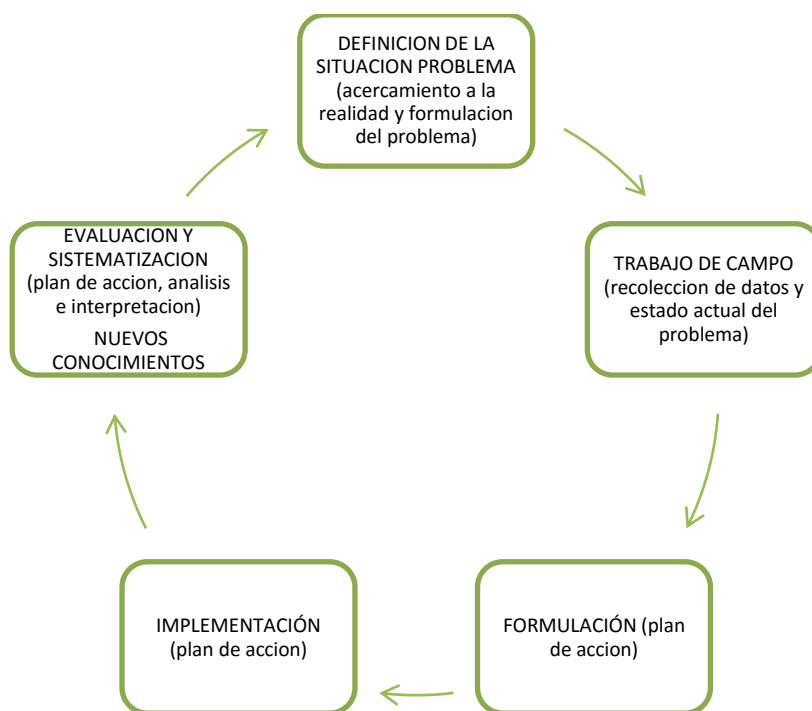 DEFINICION DE LA
SITUACION PROBLEMA
(acercamiento a la
realidad y formulacion
del problema)
TRABAJO DE CAMPO
(recoleccion de datos y
estado actual del
problema)
FORMULACIÓN (plan
de accion)
IMPLEMENTACIÓN
(plan de accion)
EVALUACION Y
SISTEMATIZACION
(plan de accion, analisis
e interpretacion)
NUEVOS
CONOCIMIENTOS